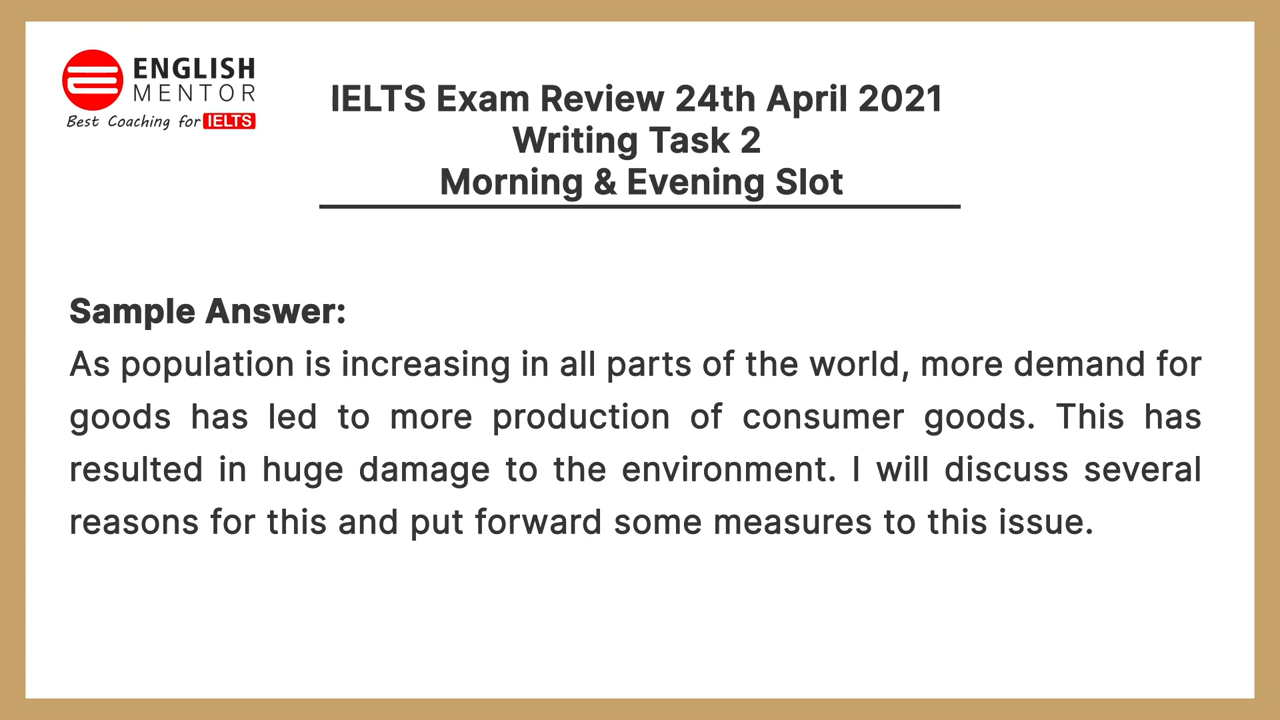 ENGLISH
MENTOR
Best Coaching for IELTS
IELTS Exam Review 24th April 2021
Writing Task 2
Morning & Evening Slot
Sample Answer:
As population is increasing in all parts of the world, more demand for
goods has led to more production of consumer goods. This has
resulted in huge damage to the environment. I will discuss several
reasons for this and put forward some measures to this issue.